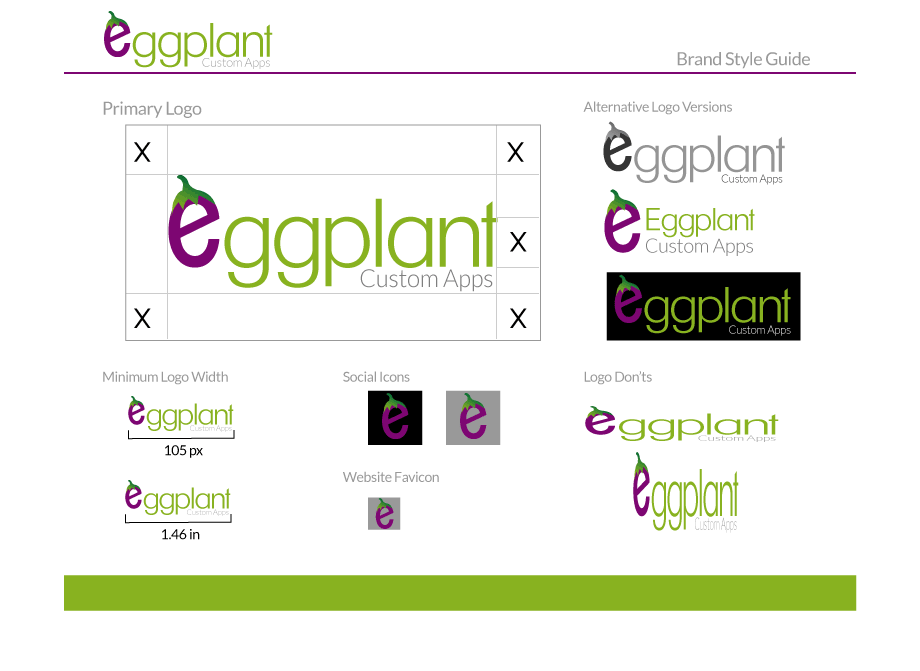 eggplant
Custom Apps
Brand Style Guide
Primary Logo
X
X
eggplant
Custom Apps
X
X
X
Alternative Logo Versions
eggplant
Custom Apps
e Eggplant
Custom Apps
eggplant
Custom Apps
Minimum Logo Width
eggplant
Custom Apps
105 px
eggplant
Custom Apps
1.46 in
Social Icons
e
e
Website Favicon
e
Logo Don'ts
eggplant
Custom Apps
eggplant
Custom Apps